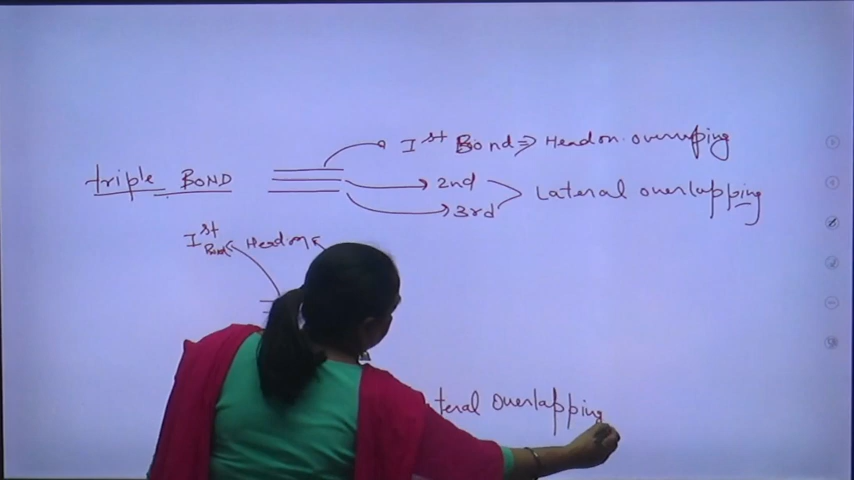 Ist Bond ⇒ Head on overlapping
triple BOND
2nd
3rd
Lateral overlapping
Ist
Bond
Head on
teral overlapping